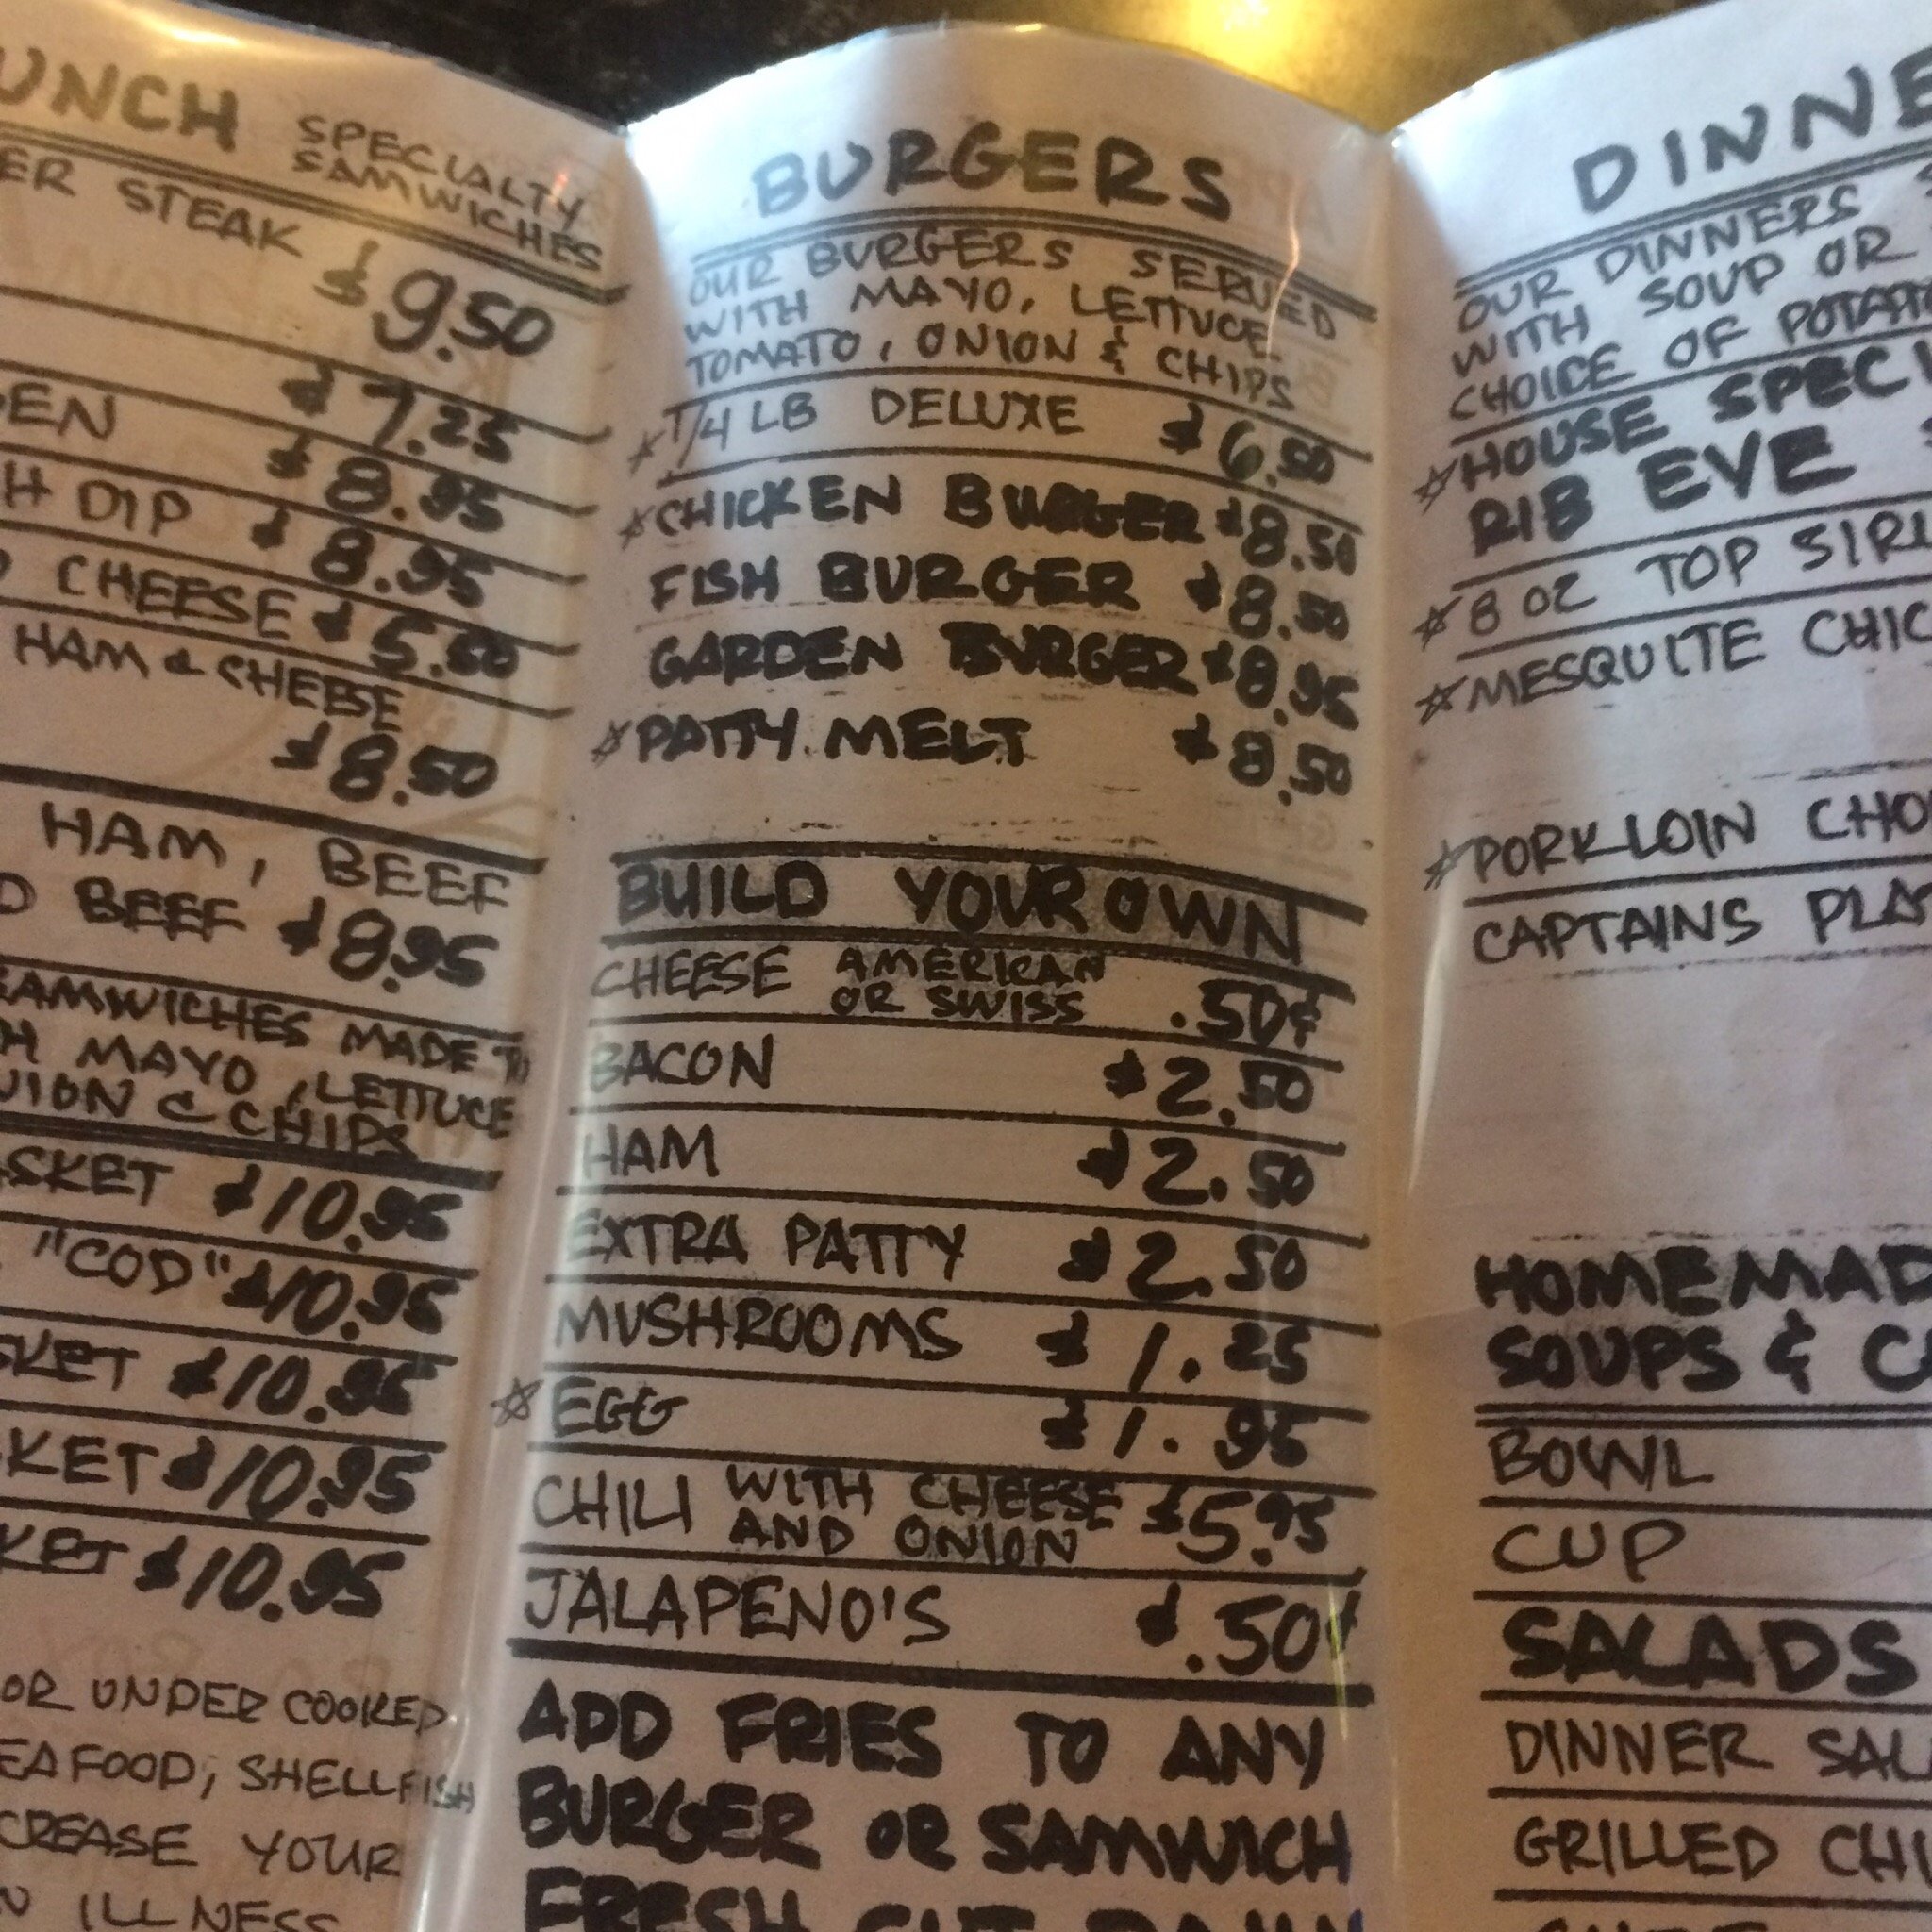 UNCH SPECIALTY
SAMWICHES
ER STEAK
$9.50
$7.25
EN $8.95
H DIP $8.95
CHEESE $5.50
HAM & CHEESE
$8.50
HAM, BEEF
D BEEF $8.95
SAMWICHES MADE
H MAYO, LETTUCE
NION & CHIPS
SKET $10.95
"COD" $10.95
SKET $10.95
KET $10.95
KET $10.95
OR UNDER COOKED
EAFOOD, SHELLFISH
CREASE YOUR
N ILLNESS
BURGERS
OUR BURGERS SERVED
WITH MAYO, LETTUCE
TOMATO, ONION & CHIPS
☆ 1/4 LB DELUXE $6.50
☆ CHICKEN BURGER $8.50
FISH BURGER $8.50
GARDEN BURGER $8.95
☆ PATTY MELT $8.50
BUILD YOUR OWN
CHEESE AMERICAN
OR SWISS .50¢
BACON $2.50
HAM $2.50
EXTRA PATTY $2.50
MUSHROOMS $1.25
☆ EGG $1.95
CHILI WITH CHEESE
AND ONION $5.95
JALAPENO'S $.50¢
ADD FRIES TO ANY
BURGER OR SAMWICH
FRESH CUT DAILY
DINNE
OUR DINNERS
WITH SOUP OR
CHOICE OF POTATO
☆ HOUSE SPECI
RIB EYE
☆ 8 OZ TOP SIRL
☆ MESQUITE CHIC
☆ PORK LOIN CHO
CAPTAINS PLA
HOMEMAD
SOUPS &
BOWL
CUP
SALADS
DINNER SAL
GRILLED CHI